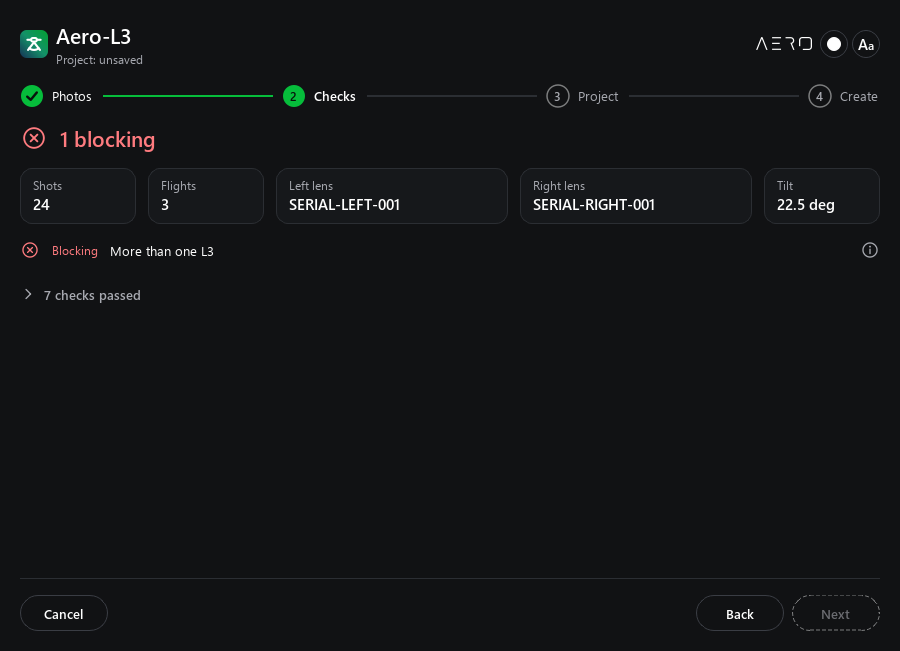 Aero-L3
Project: unsaved
AERO
Aa
Photos
2 Checks
3 Project
4 Create
1 blocking
Shots
24
Flights
3
Left lens
SERIAL-LEFT-001
Right lens
SERIAL-RIGHT-001
Tilt
22.5 deg
Blocking More than one L3
7 checks passed
Cancel
Back
Next